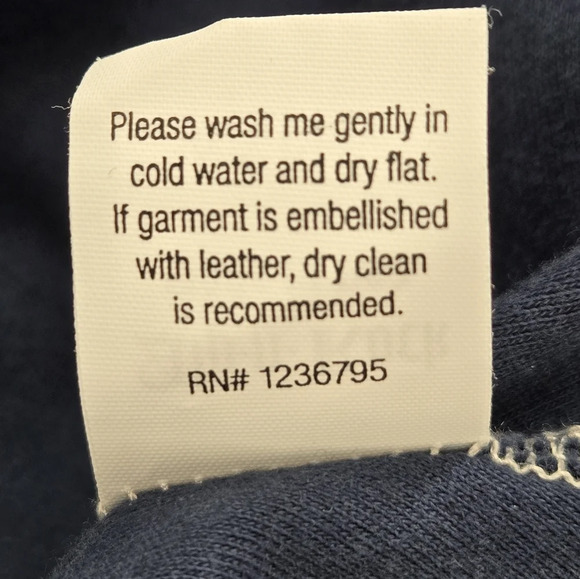 Please wash me gently in
cold water and dry flat.
If garment is embellished
with leather, dry clean
is recommended.
RN# 1236795